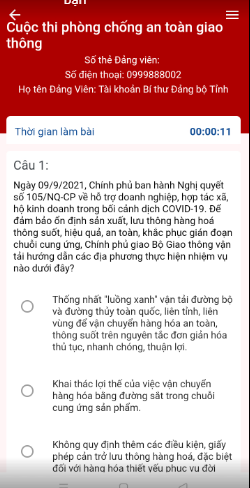 Cuộc thi phòng chống an toàn giao
thông
Số thẻ Đảng viên:
Số điện thoại: 0999888002
Họ tên Đảng Viên: Tài khoản Bí thư Đảng bộ Tỉnh
Thời gian làm bài 00:00:11
Câu 1:
Ngày 09/9/2021, Chính phủ ban hành Nghị quyết
số 105/NQ-CP về hỗ trợ doanh nghiệp, hợp tác xã,
hộ kinh doanh trong bối cảnh dịch COVID-19. Để
đảm bảo ổn định sản xuất, lưu thông hàng hoá
thông suốt, hiệu quả, an toàn, khắc phục gián đoạn
chuỗi cung ứng, Chính phủ giao Bộ Giao thông vận
tải hướng dẫn các địa phương thực hiện nhiệm vụ
nào dưới đây?
Thống nhất "luồng xanh" vận tải đường bộ
và đường thủy toàn quốc, liên tỉnh, liên
vùng để vận chuyển hàng hóa an toàn,
thông suốt trên nguyên tắc đơn giản hóa
thủ tục, nhanh chóng, thuận lợi.
Khai thác lợi thế của việc vận chuyển
hàng hóa bằng đường sắt trong chuỗi
cung ứng sản phẩm.
Không quy định thêm các điều kiện, giấy
phép cản trở lưu thông hàng hoá, đặc biệt
đối với hàng hóa thiết yếu phục vụ đời